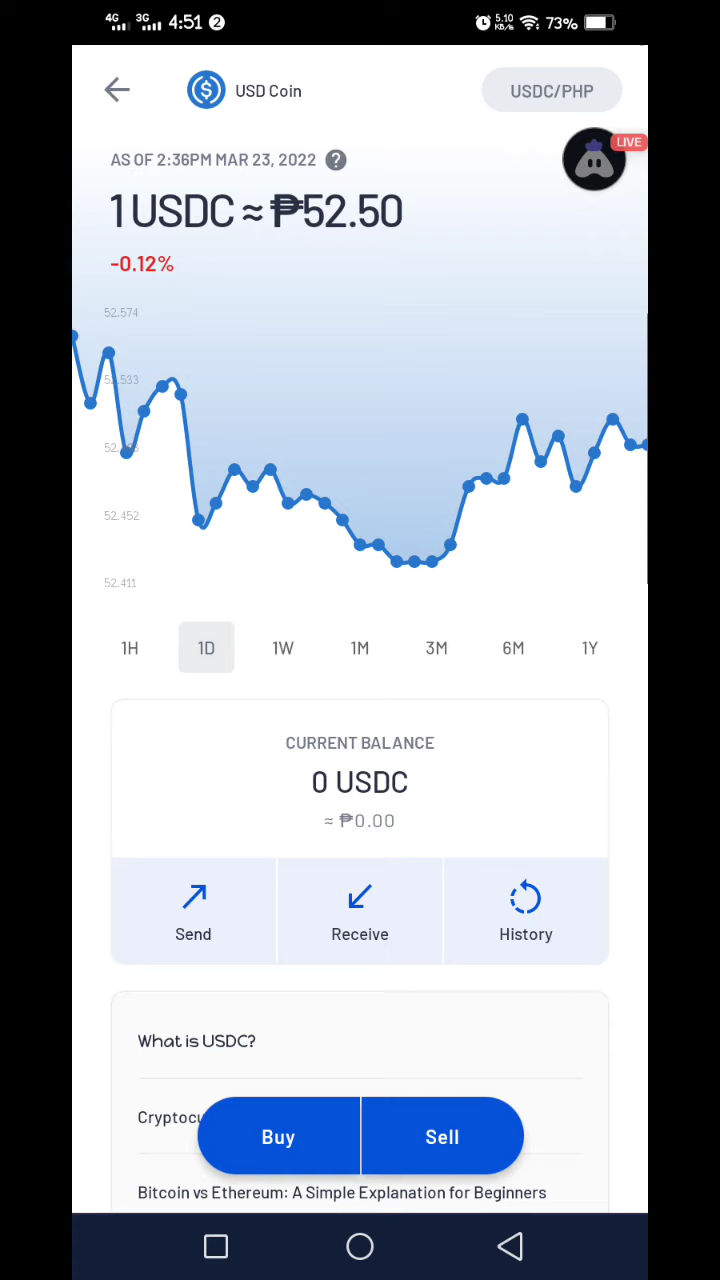 4G 3G 4:51 2 5.10 KB/s 73%
USD Coin USDC/PHP
AS OF 2:36PM MAR 23, 2022 ?
LIVE
1 USDC ≈ ₱52.50
-0.12%
52.574
52.533
52.452
52.411
1H 1D 1W 1M 3M 6M 1Y
CURRENT BALANCE
0 USDC
≈ ₱0.00
Send Receive History
What is USDC?
Buy Sell
Bitcoin vs Ethereum: A Simple Explanation for Beginners